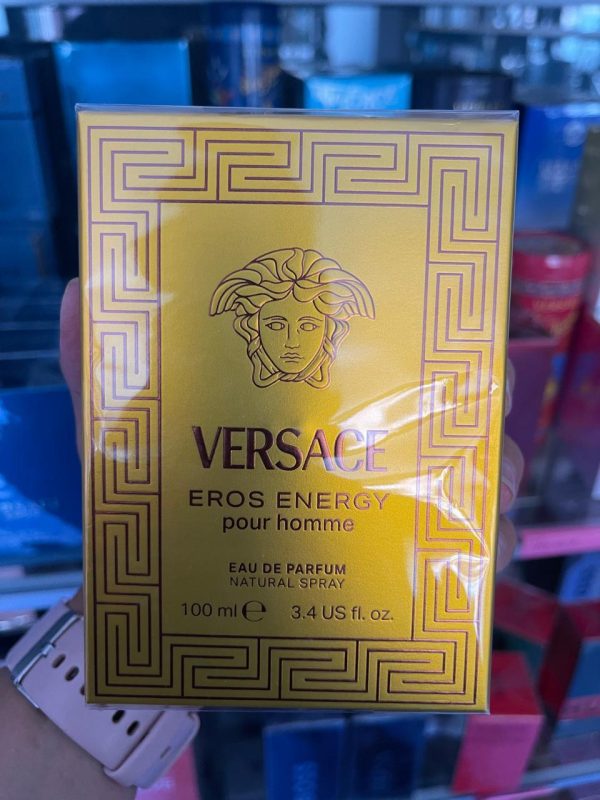 VERSACE
EROS ENERGY
pour homme
EAU DE PARFUM
NATURAL SPRAY
100 ml ℮ 3.4 US fl. oz.